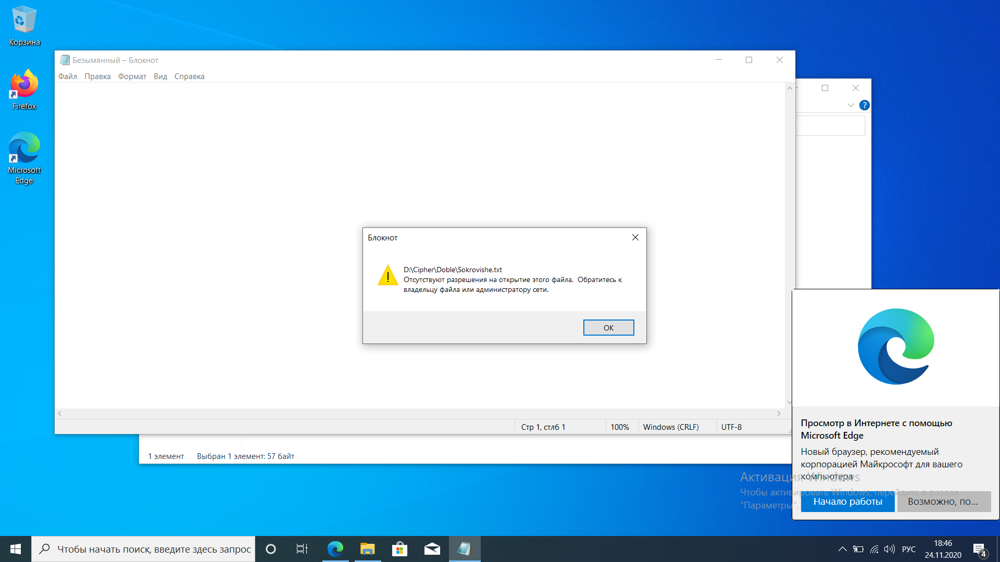 Корзина
Firefox
Microsoft
Edge
Безымянный – Блокнот
Файл Правка Формат Вид Справка
?
Блокнот
D:\Cipher\Doble\Sokrovishe.txt
Отсутствуют разрешения на открытие этого файла. Обратитесь к
владельцу файла или администратору сети.
ОК
Стр 1, стлб 1 100% Windows (CRLF) UTF-8
1 элемент Выбран 1 элемент: 57 байт
Просмотр в Интернете с помощью
Microsoft Edge
Новый браузер, рекомендуемый
корпорацией Майкрософт для вашего
компьютера
Начало работы Возможно, по...
Активация Windows
Чтобы активировать Windows, перейдите в раздел
"Параметры".
Чтобы начать поиск, введите здесь запрос
РУС
18:46
24.11.2020
4